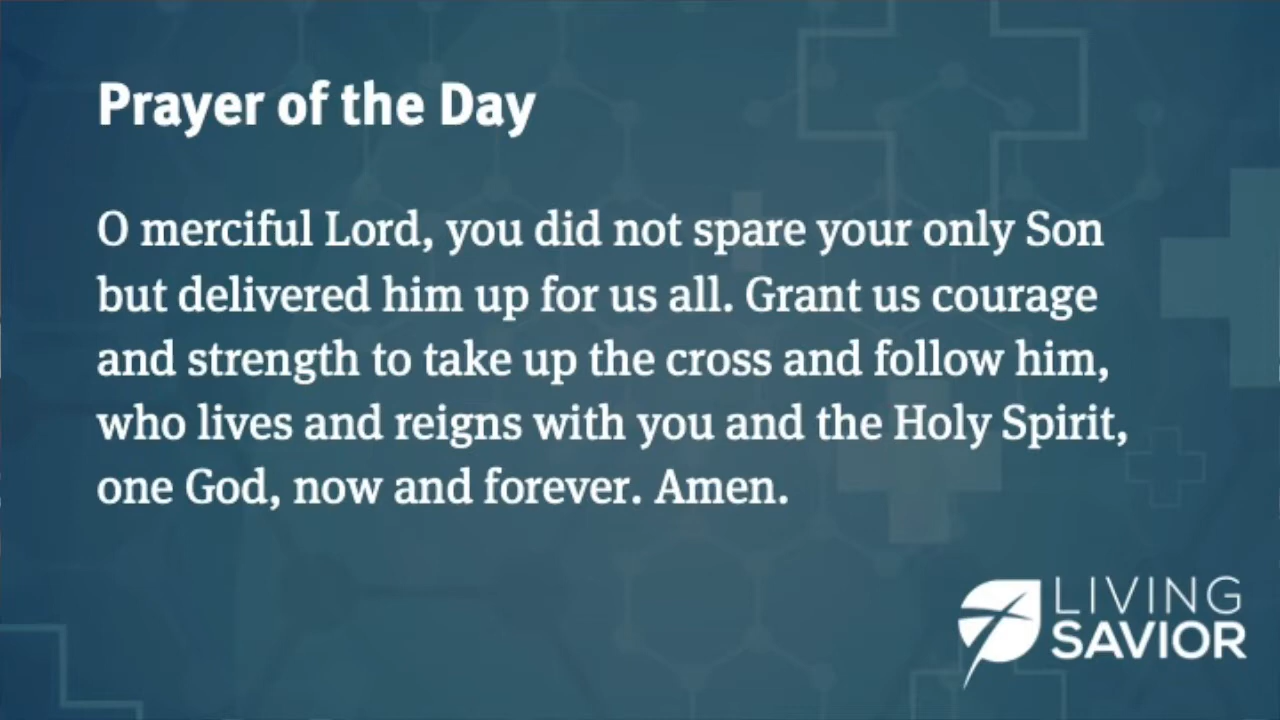 Prayer of the Day
O merciful Lord, you did not spare your only Son
but delivered him up for us all. Grant us courage
and strength to take up the cross and follow him,
who lives and reigns with you and the Holy Spirit,
one God, now and forever. Amen.
LIVING
SAVIOR